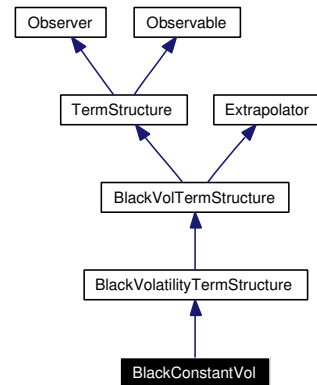 Observer
Observable
TermStructure
Extrapolator
BlackVolTermStructure
BlackVolatilityTermStructure
BlackConstantVol